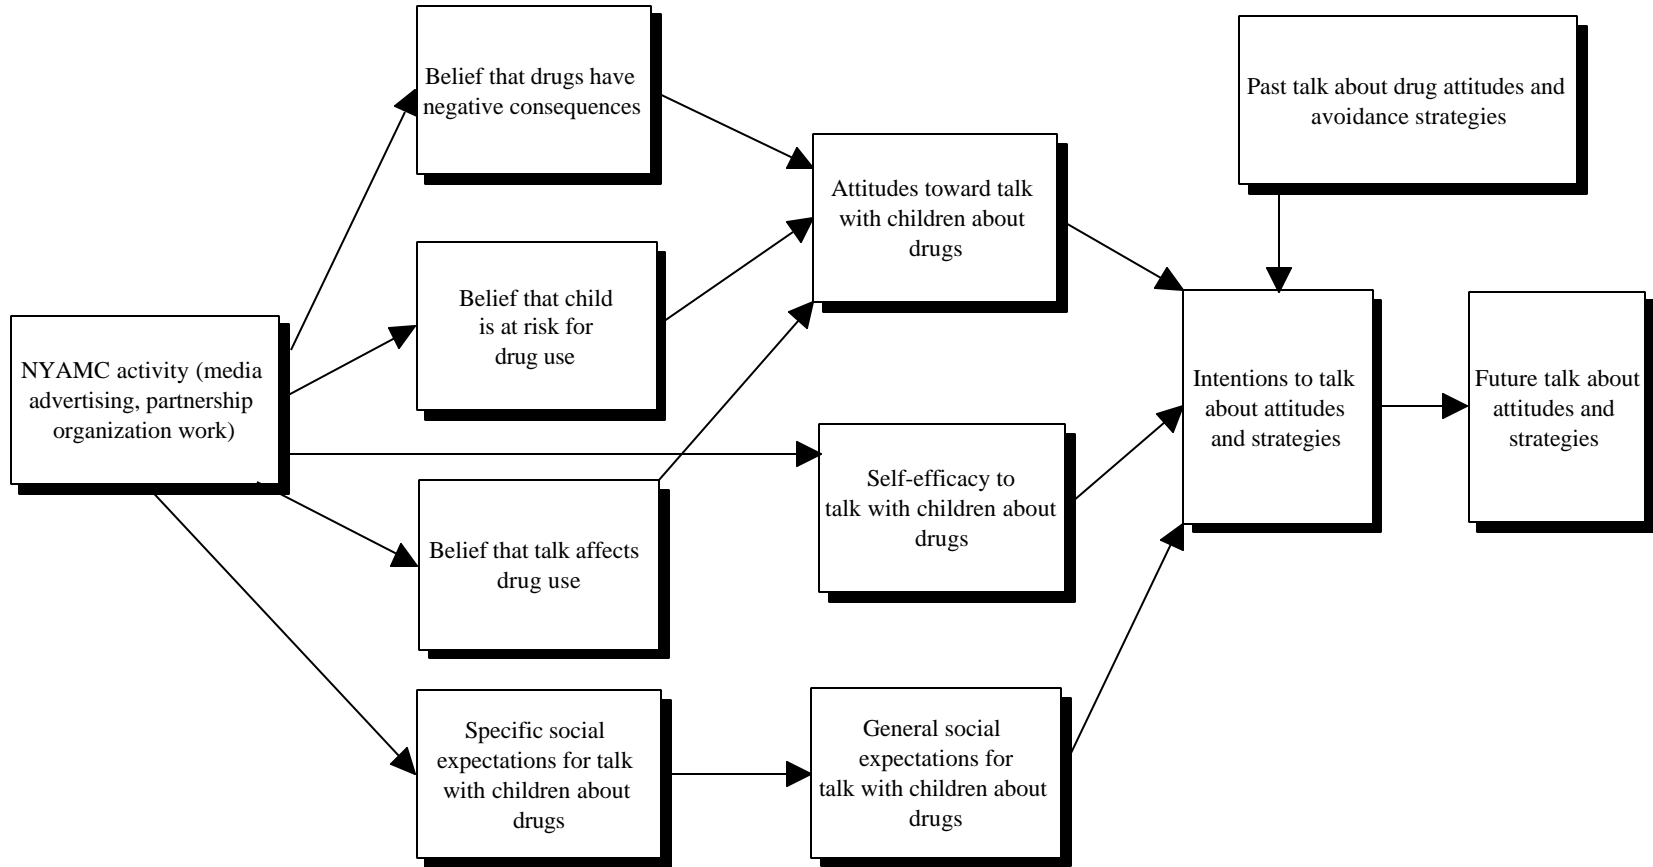 Belief that drugs have
negative consequences
Past talk about drug attitudes and
avoidance strategies
Attitudes toward talk
with children about
drugs
Belief that child
is at risk for
drug use
NYAMC activity (media
advertising, partnership
organization work)
Intentions to talk
about attitudes
and strategies
Future talk about
attitudes and
strategies
Self-efficacy to
talk with children about
drugs
Belief that talk affects
drug use
Specific social
expectations for talk
with children about
drugs
General social
expectations for
talk with children about
drugs